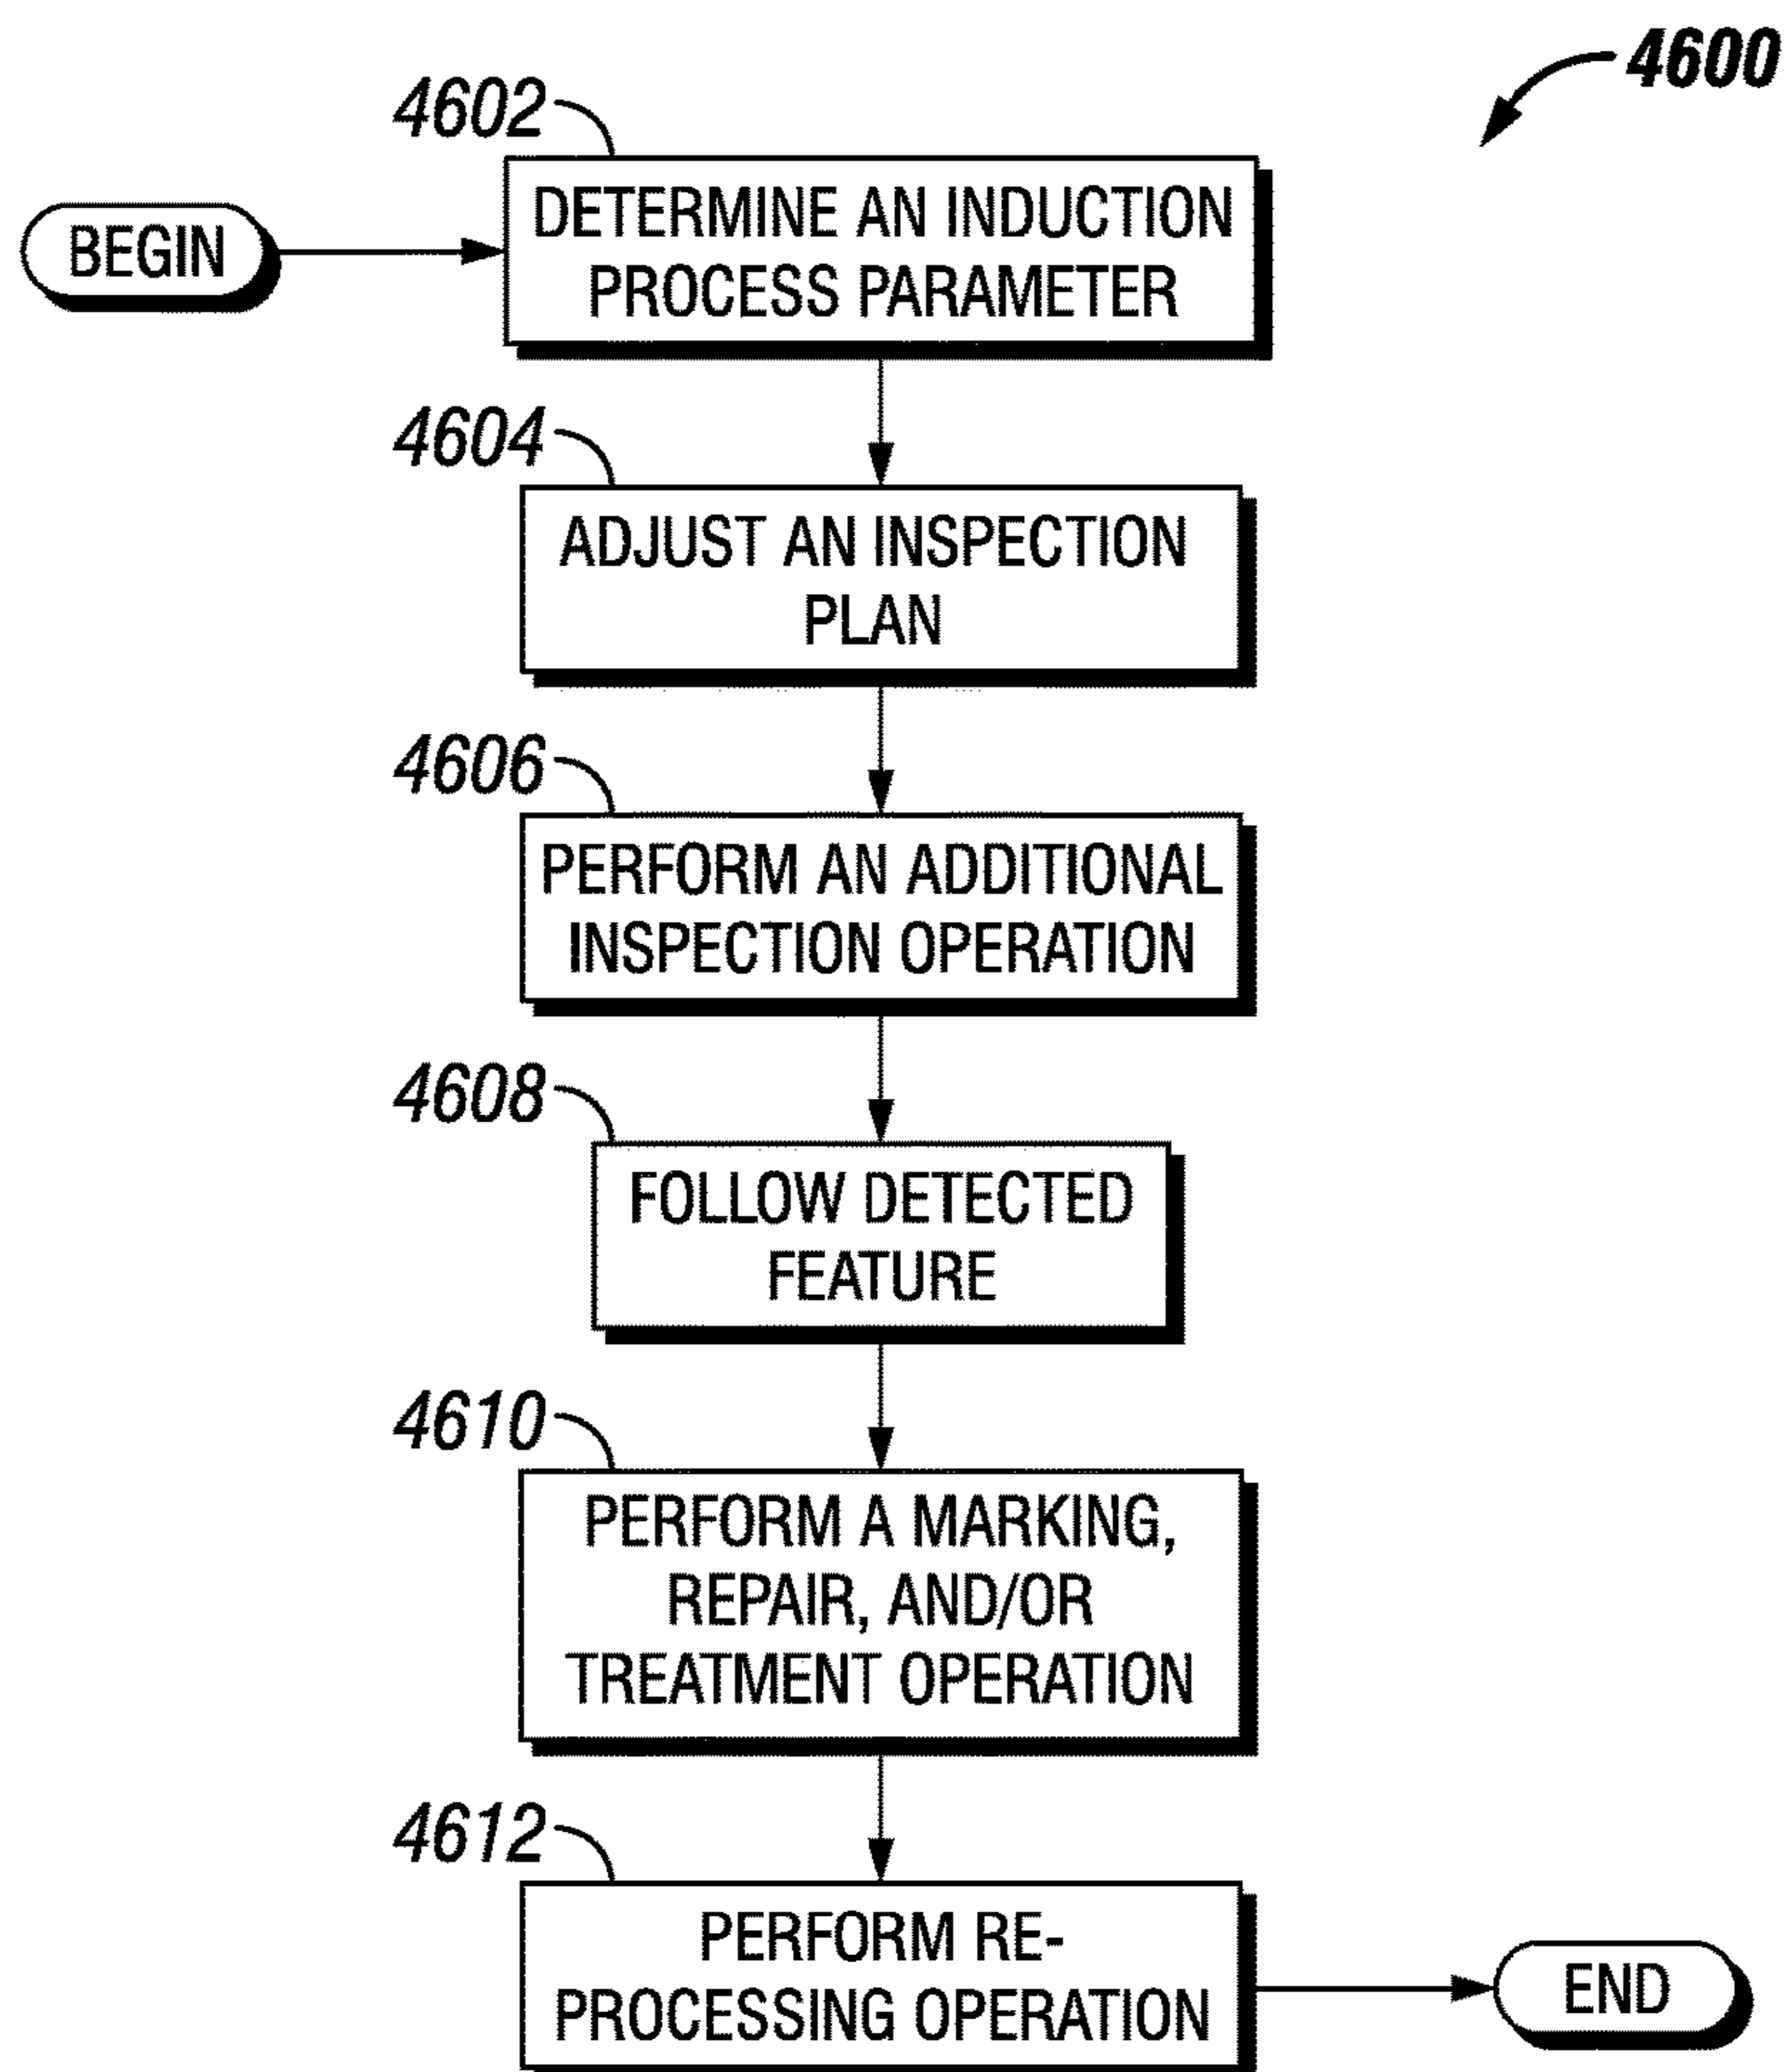 4600
4602
BEGIN
DETERMINE AN INDUCTION
PROCESS PARAMETER
4604
ADJUST AN INSPECTION
PLAN
4606
PERFORM AN ADDITIONAL
INSPECTION OPERATION
4608
FOLLOW DETECTED
FEATURE
4610
PERFORM A MARKING,
REPAIR, AND/OR
TREATMENT OPERATION
4612
PERFORM RE-
PROCESSING OPERATION
END